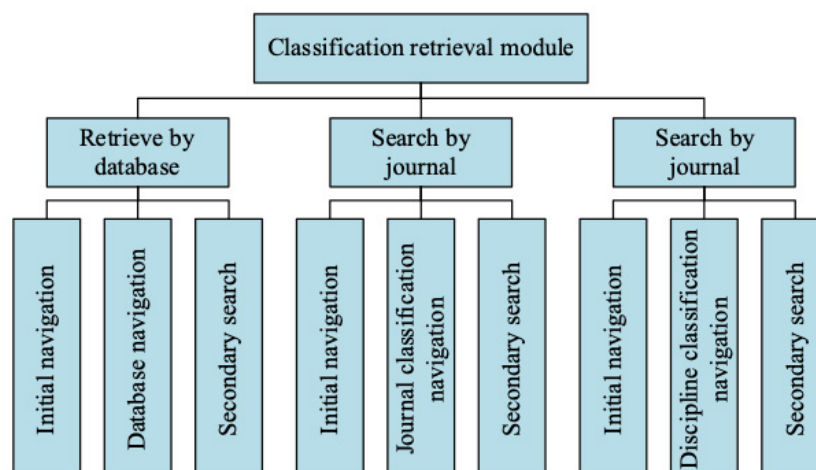 Classification retrieval module
Retrieve by
database
Search by
journal
Search by
journal
Initial navigation
Database navigation
Secondary search
Initial navigation
Journal classification
navigation
Secondary search
Initial navigation
Discipline classification
navigation
Secondary search